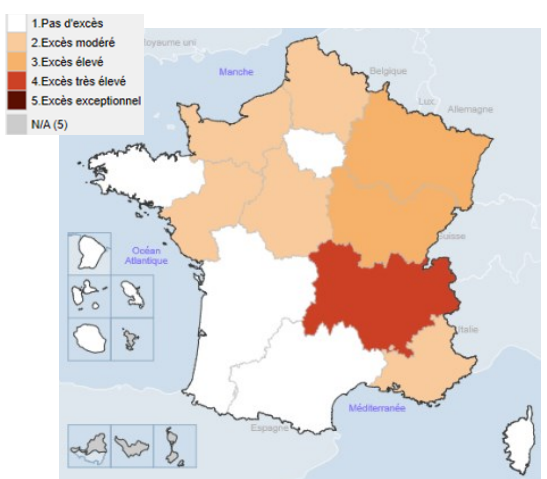 1.Pas d'excès
2.Excès modéré
3.Excès élevé
4.Excès très élevé
5.Excès exceptionnel
N/A (5)
Royaume uni
Manche
Belgique
Lux.
Allemagne
Suisse
Océan
Atlantique
Italie
Méditerranée
Espagne